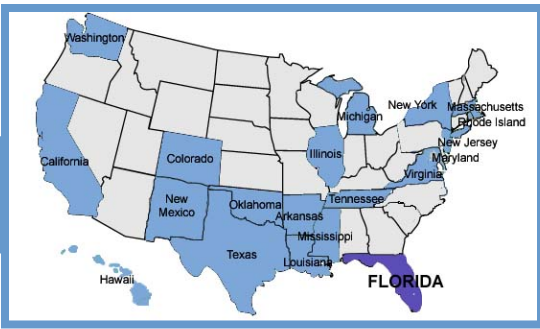 Washington
New York
Massachusetts
Michigan
Rhode Island
New Jersey
Maryland
Illinois
California
Colorado
Virginia
Tennessee
New
Mexico
Oklahoma
Arkansas
Mississippi
Texas
Louisiana
Hawaii
FLORIDA